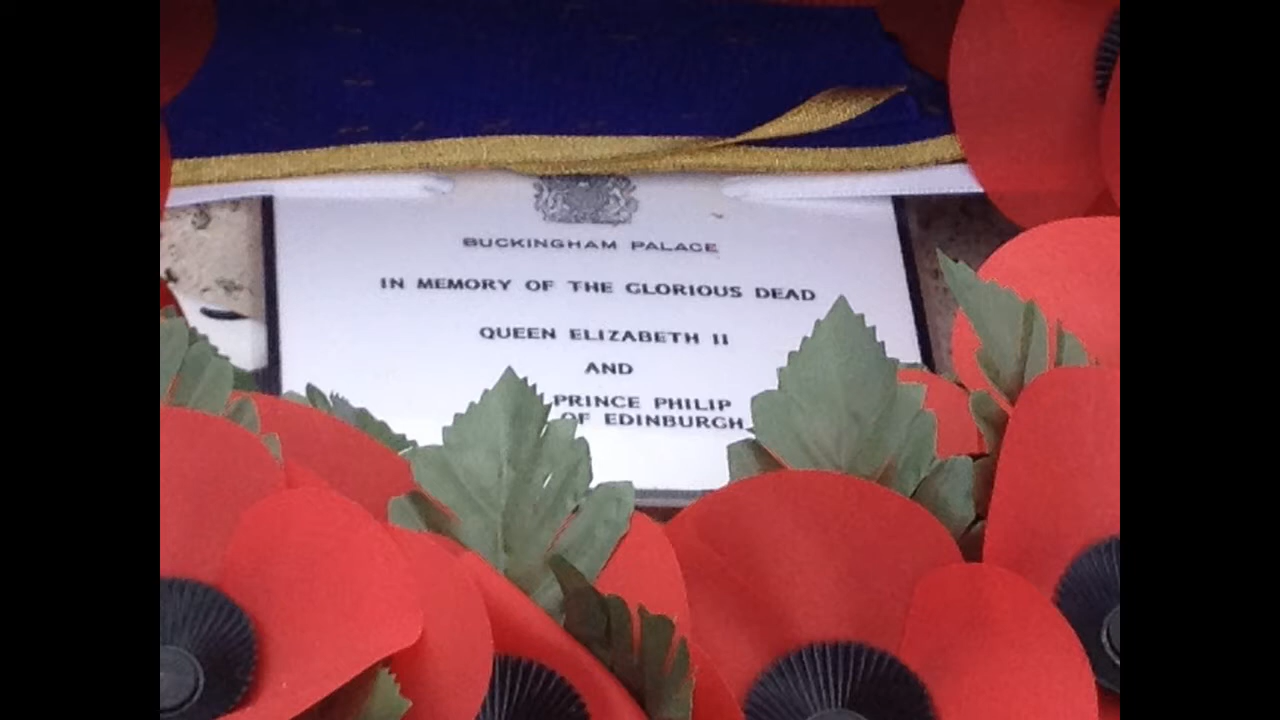 BUCKINGHAM PALACE
IN MEMORY OF THE GLORIOUS DEAD
QUEEN ELIZABETH II
AND
PRINCE PHILIP
OF EDINBURGH